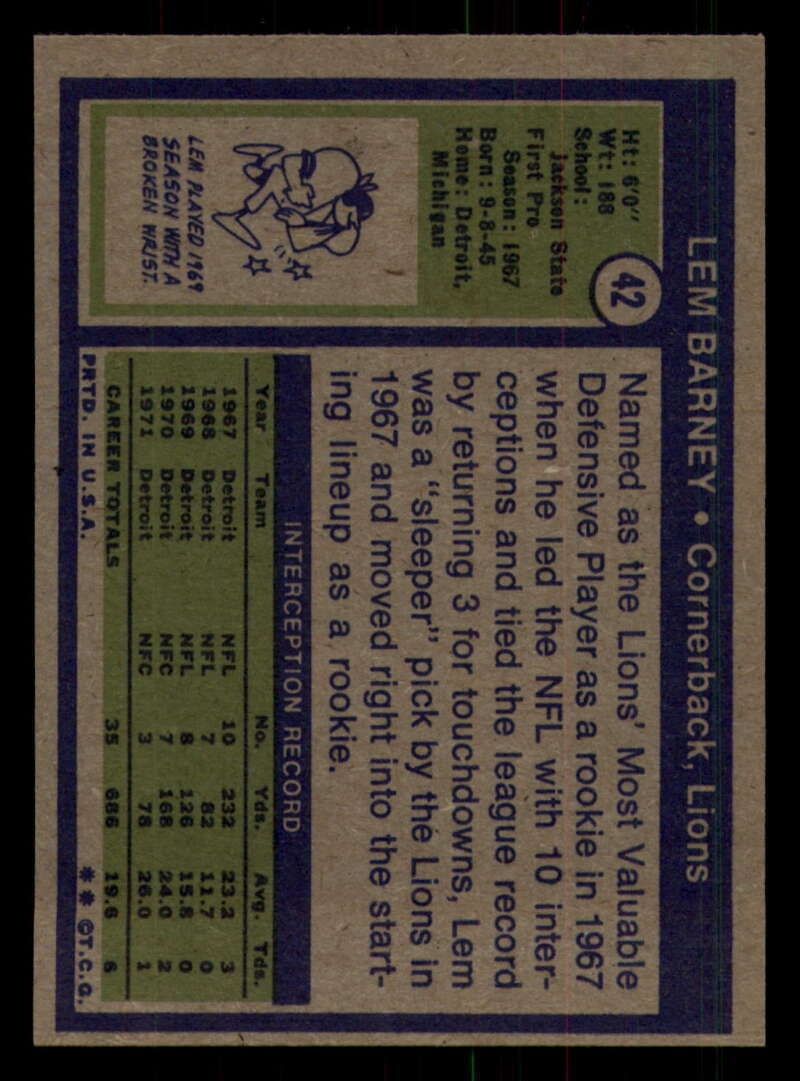 LEM BARNEY • Cornerback, Lions
42
Ht: 6'0"
Wt: 188
School:
Jackson State
First Pro
Season: 1967
Born: 9-8-45
Home: Detroit,
Michigan
LEM PLAYED 1969
SEASON WITH A
BROKEN WRIST.
Named as the Lions' Most Valuable
Defensive Player as a rookie in 1967
when he led the NFL with 10 inter-
ceptions and tied the league record
by returning 3 for touchdowns, Lem
was a "sleeper" pick by the Lions in
1967 and moved right into the start-
ing lineup as a rookie.
INTERCEPTION RECORD
Year Team No. Yds. Avg. Tds.
1967 Detroit NFL 10 232 23.2 3
1968 Detroit NFL 7 82 11.7 0
1969 Detroit NFL 8 126 15.8 0
1970 Detroit NFC 7 168 24.0 2
1971 Detroit NFC 3 78 26.0 1
CAREER TOTALS 35 686 19.6 6
PRTD. IN U.S.A. ** ©T.C.G.